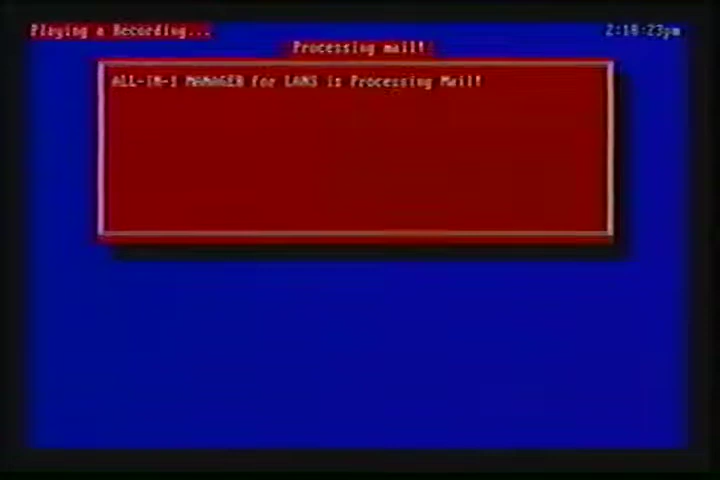 Playing a Recording...
2:18:23pm
Processing mail!
ALL-IN-1 MANAGER for LANS is Processing Mail!